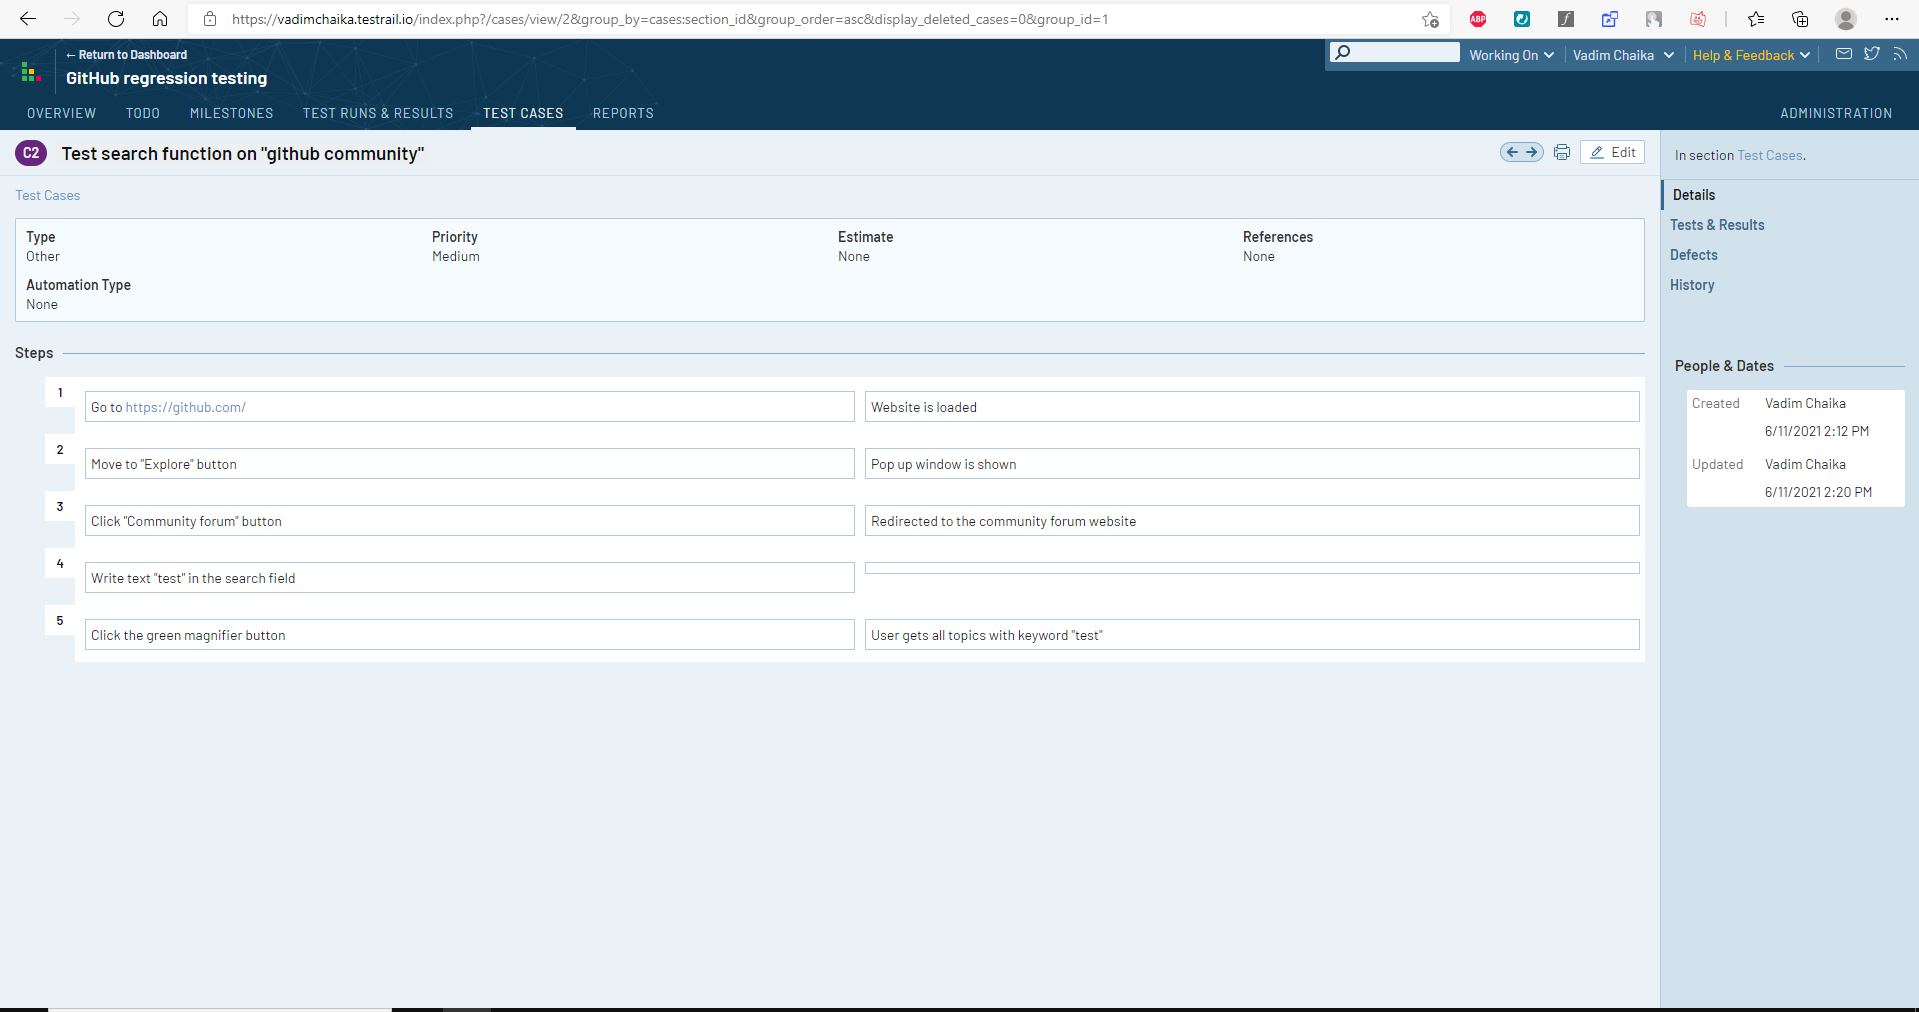 https://vadimchaika.testrail.io/index.php?/cases/view/2&group_by=cases:section_id&group_order=asc&display_deleted_cases=0&group_id=1
ABP
← Return to Dashboard
GitHub regression testing
Working On
Vadim Chaika
Help & Feedback
OVERVIEW TODO MILESTONES TEST RUNS & RESULTS TEST CASES REPORTS ADMINISTRATION
C2 Test search function on "github community"
Edit
Test Cases
Type
Other
Priority
Medium
Estimate
None
References
None
Automation Type
None
Steps
1
Go to https://github.com/
Website is loaded
2
Move to "Explore" button
Pop up window is shown
3
Click "Community forum" button
Redirected to the community forum website
4
Write text "test" in the search field
5
Click the green magnifier button
User gets all topics with keyword "test"
In section Test Cases.
Details
Tests & Results
Defects
History
People & Dates
Created Vadim Chaika
6/11/2021 2:12 PM
Updated Vadim Chaika
6/11/2021 2:20 PM